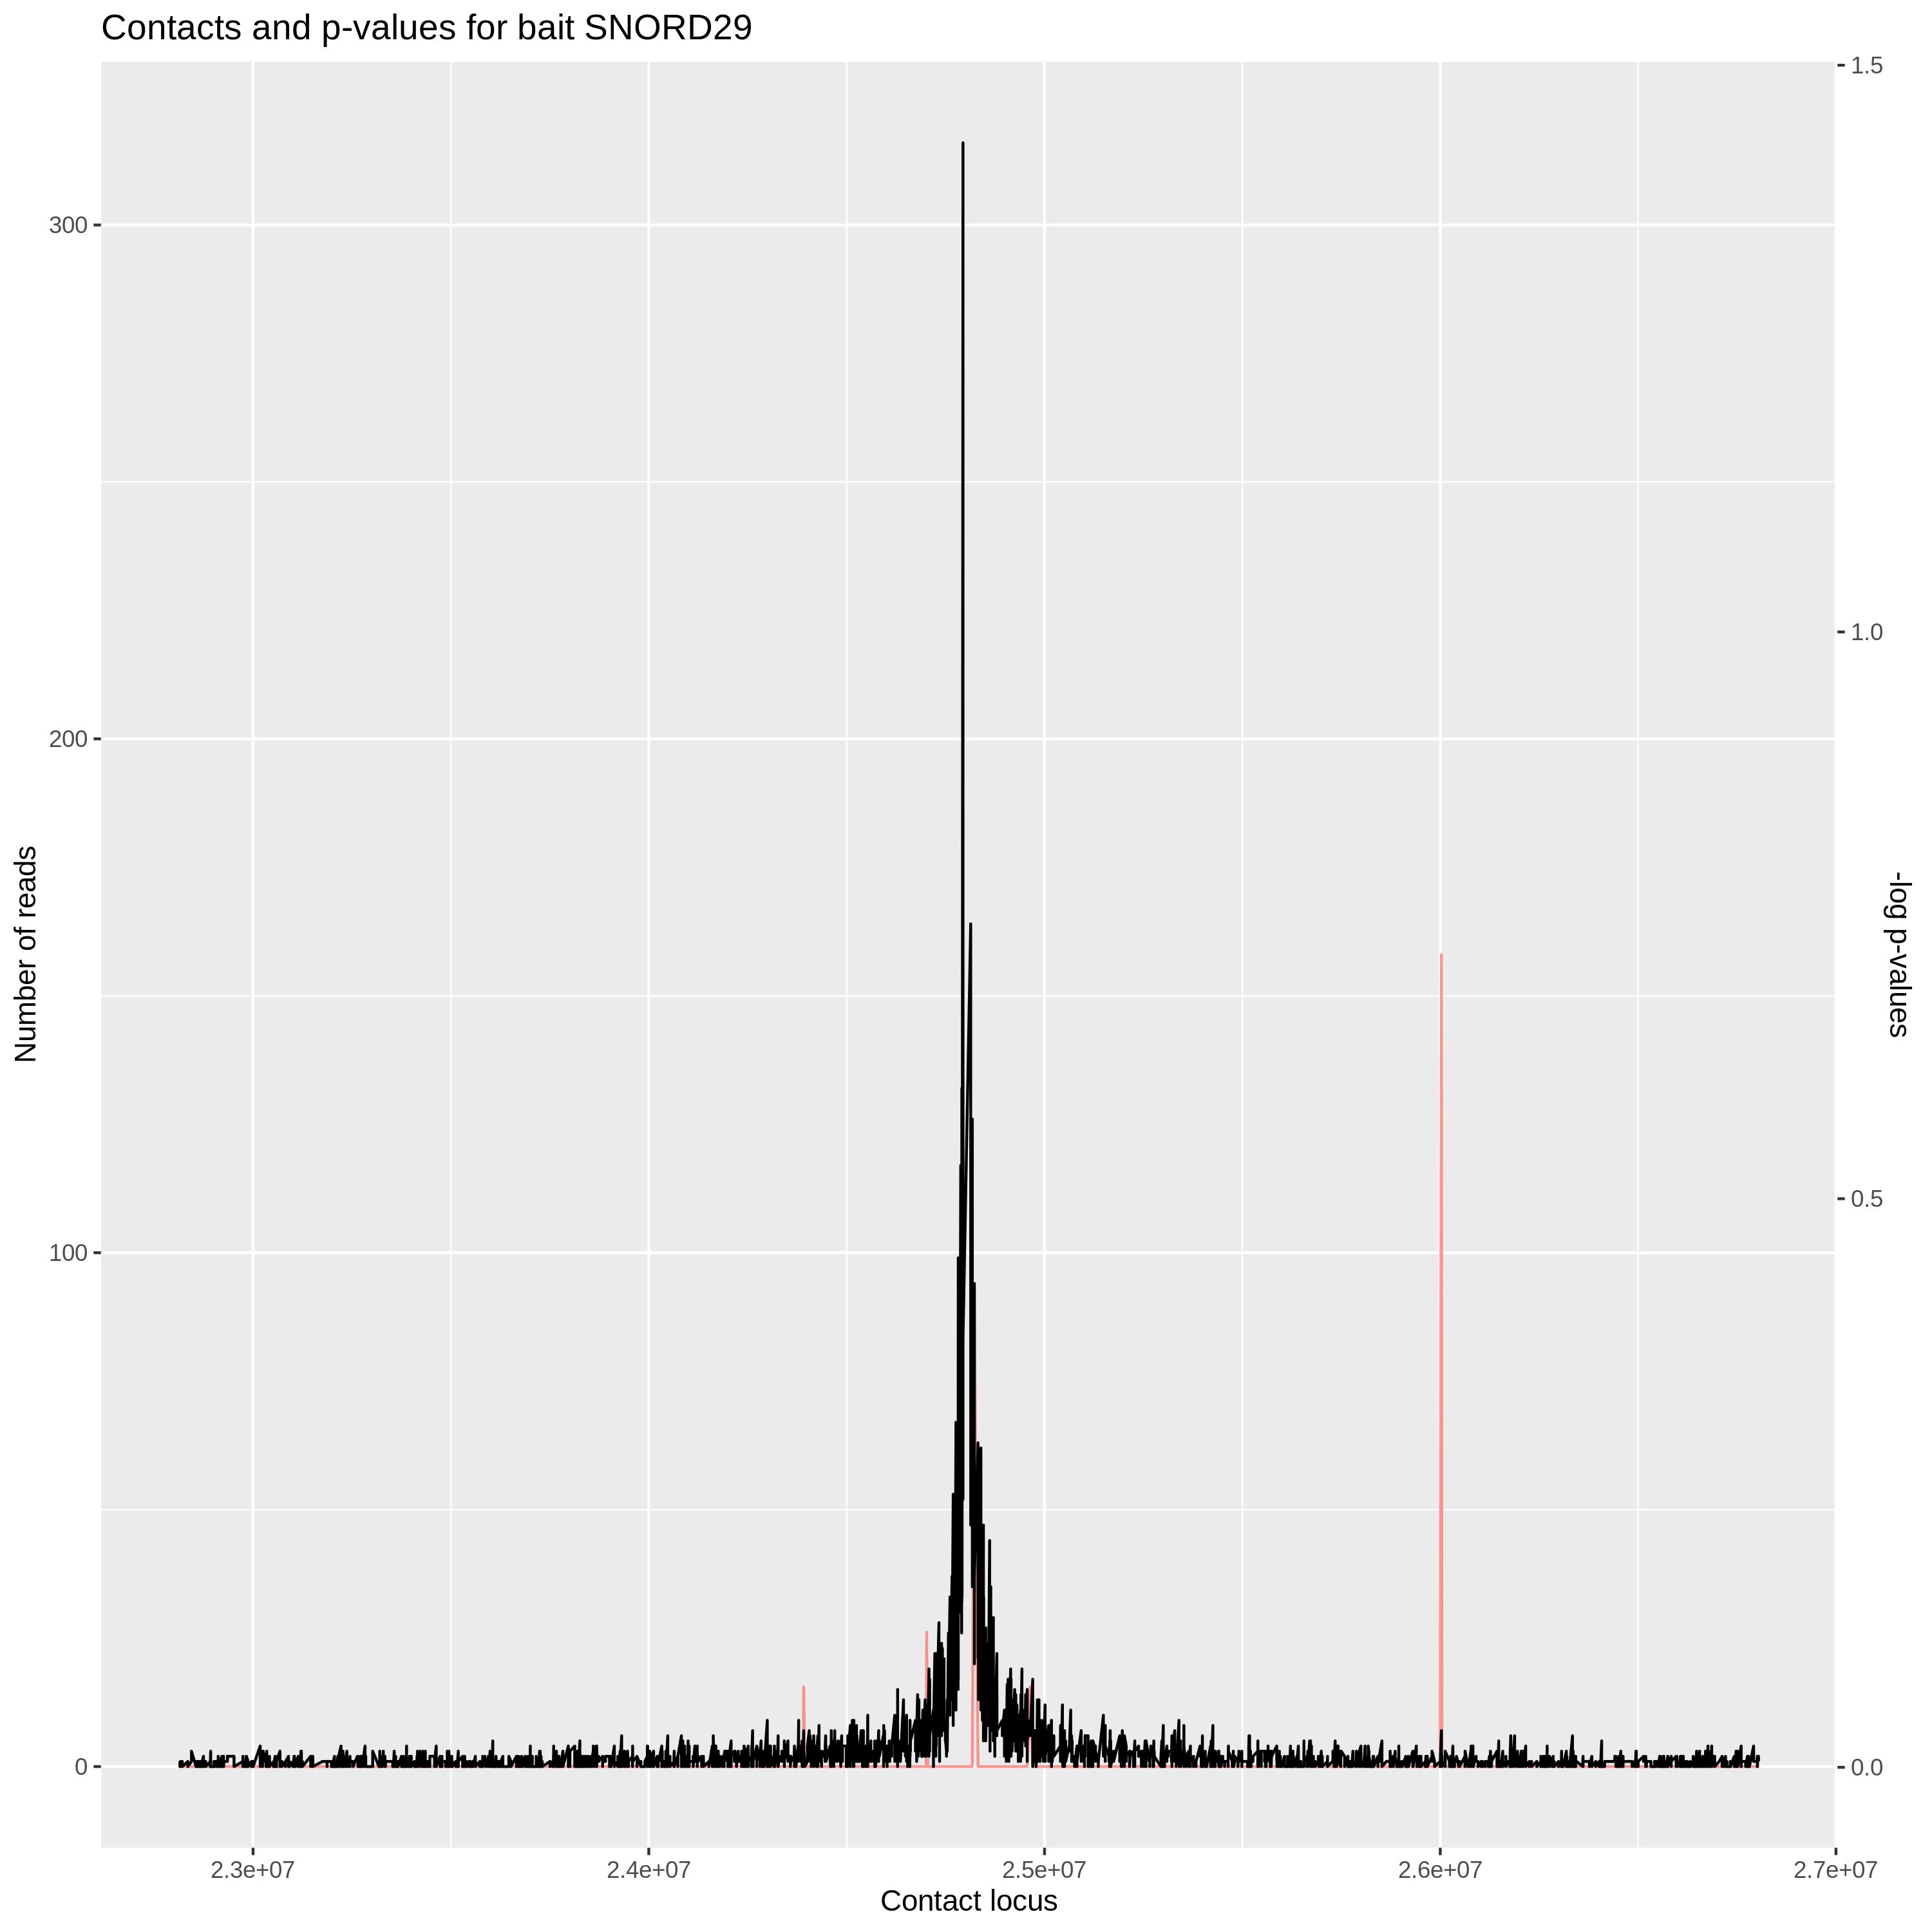 Contacts and p-values for bait SNORD29
1.5
300
1.0
200
Number of reads
-log p-values
0.5
100
0
0.0
2.3e+07
2.4e+07
2.5e+07
2.6e+07
2.7e+07
Contact locus